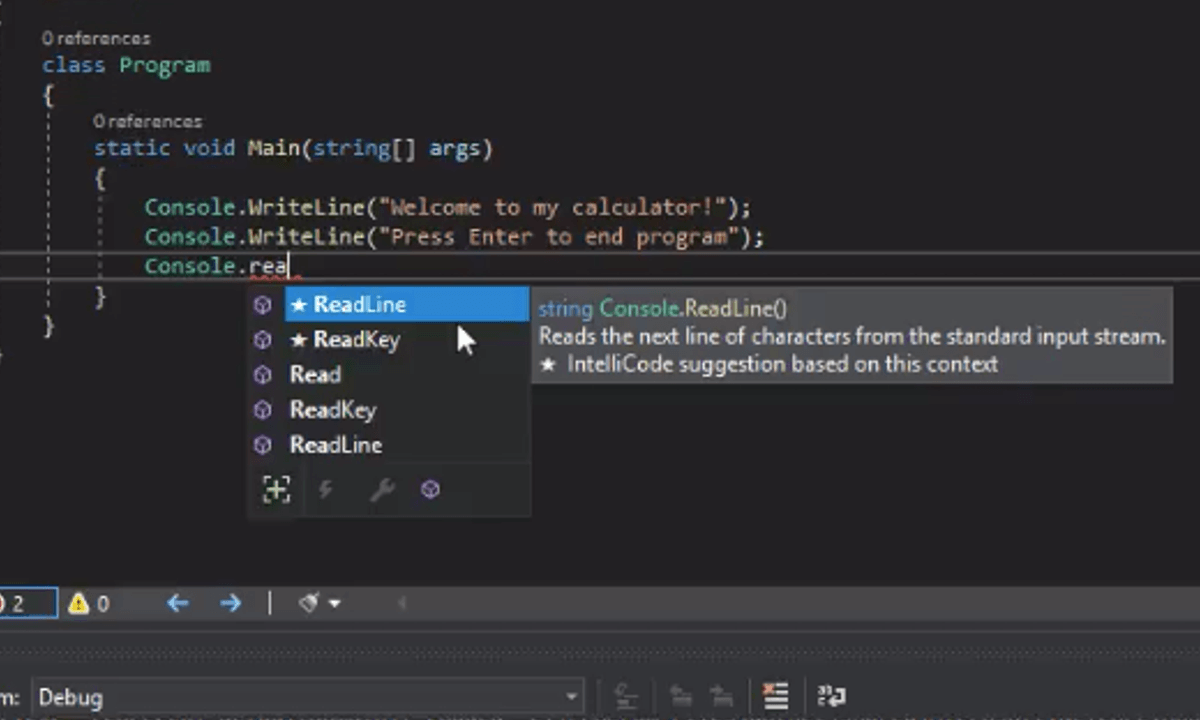 0 references
class Program
{
0 references
static void Main(string[] args)
{
Console.WriteLine("Welcome to my calculator!");
Console.WriteLine("Press Enter to end program");
Console.rea
}
}
★ ReadLine
★ ReadKey
Read
ReadKey
ReadLine
string Console.ReadLine()
Reads the next line of characters from the standard input stream.
★ IntelliCode suggestion based on this context
2
0
m: Debug